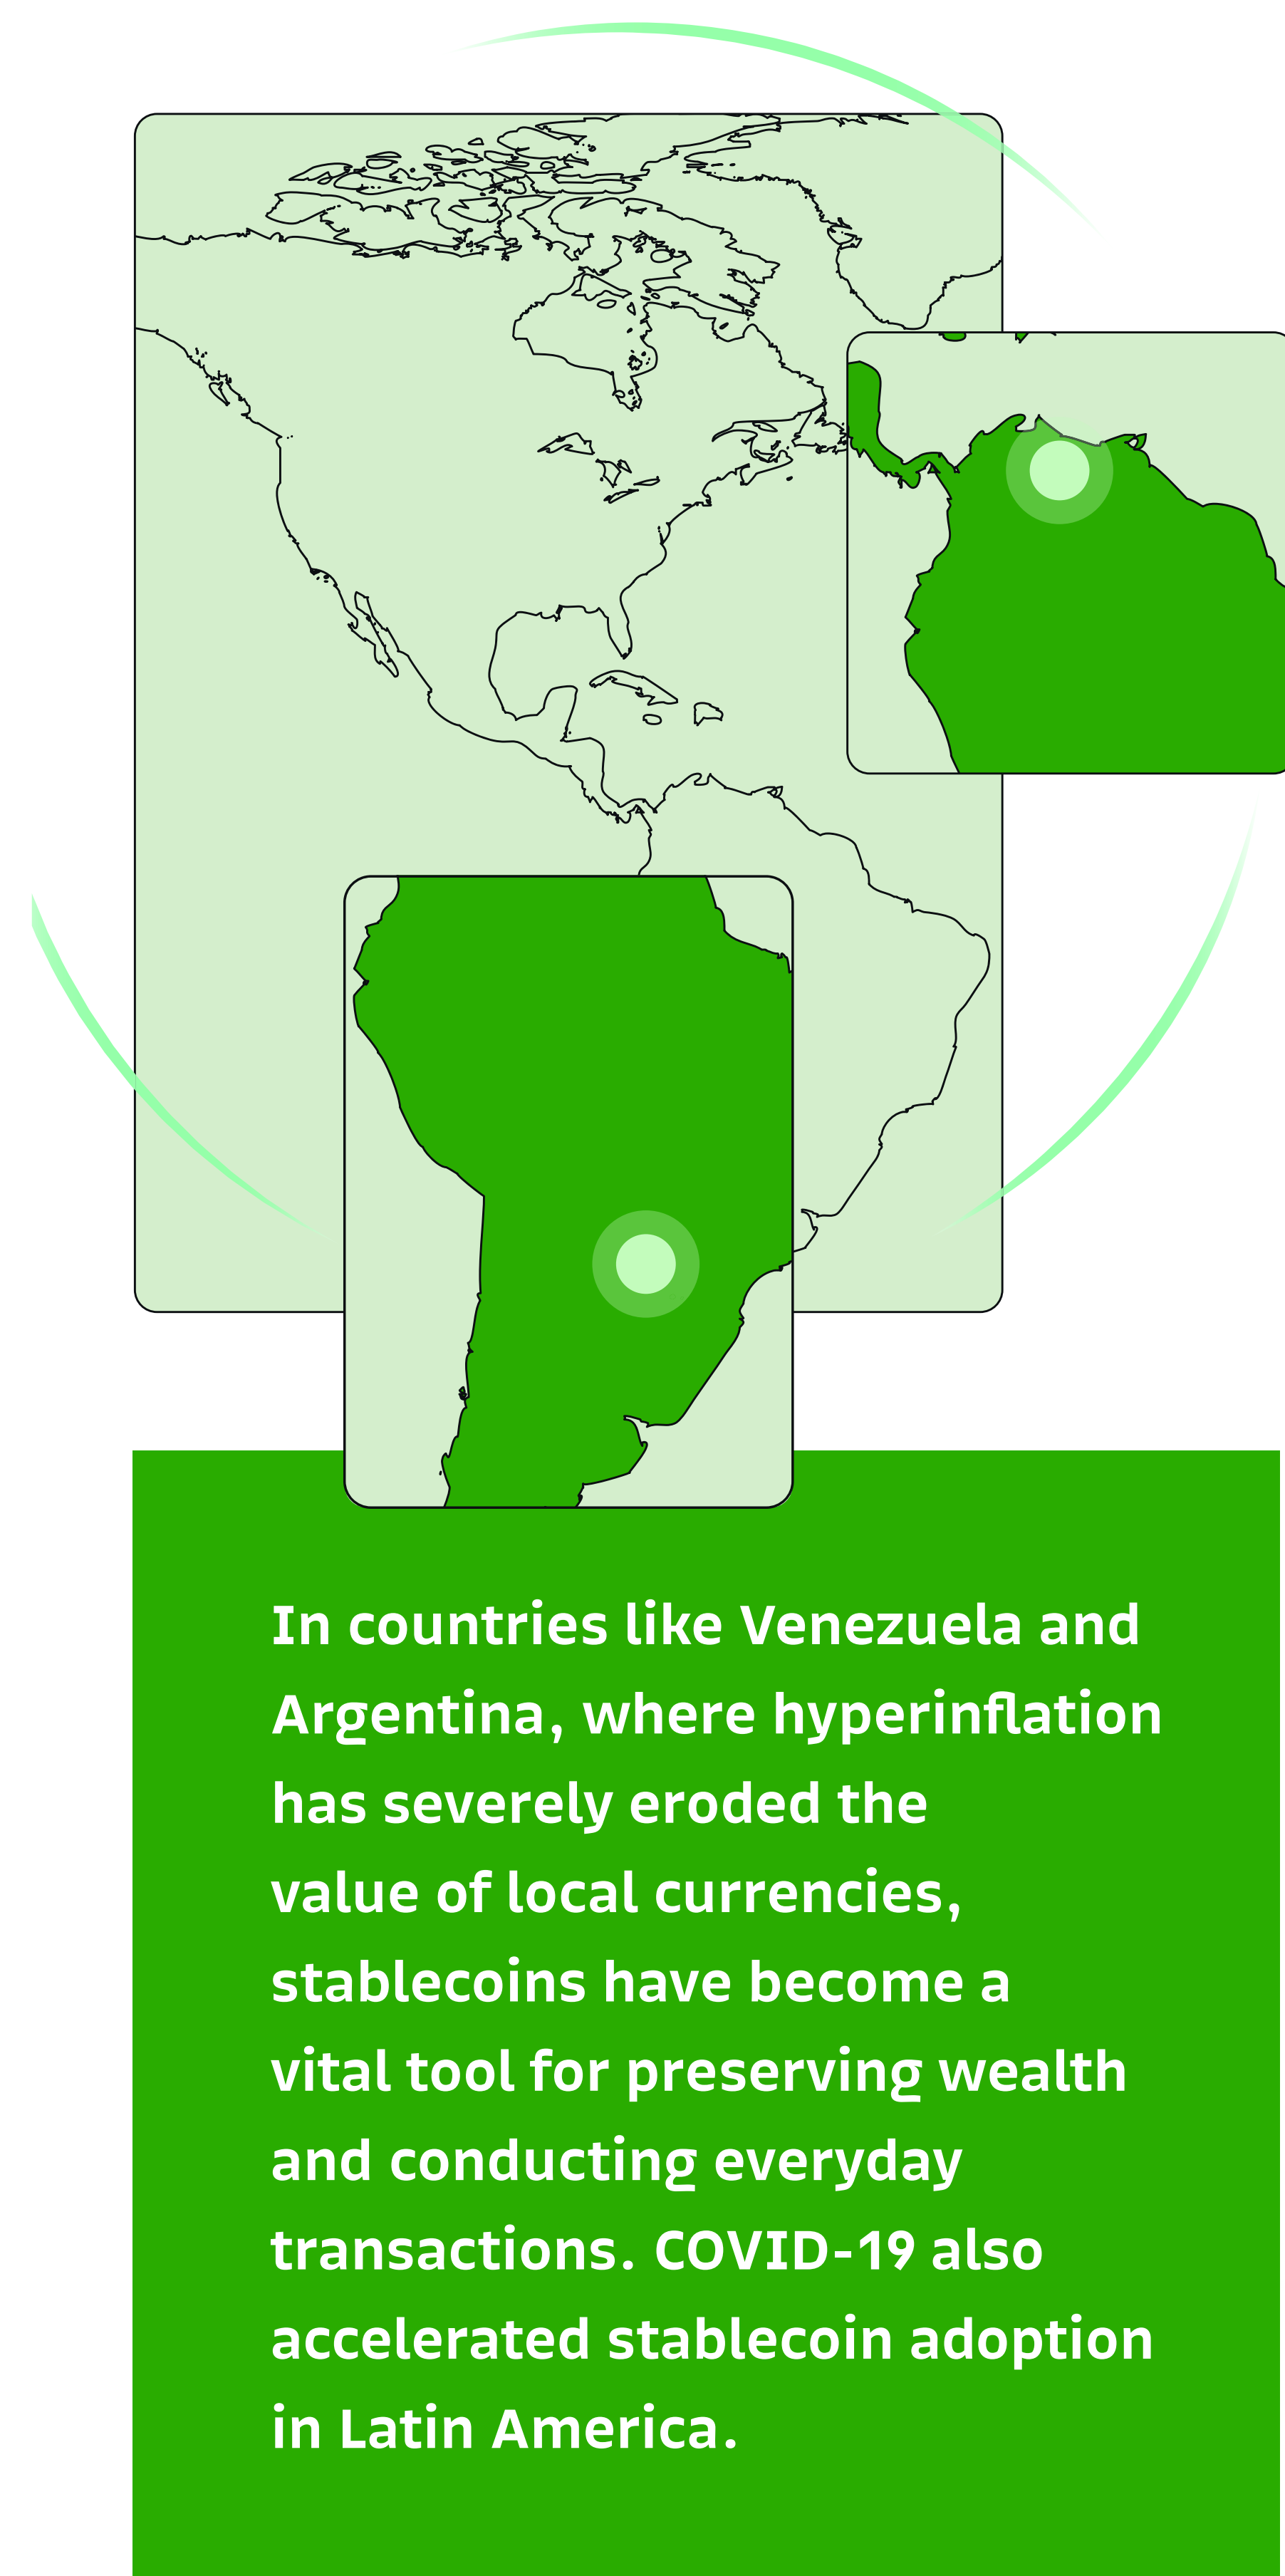 In countries like Venezuela and
Argentina, where hyperinflation
has severely eroded the
value of local currencies,
stablecoins have become a
vital tool for preserving wealth
and conducting everyday
transactions. COVID-19 also
accelerated stablecoin adoption
in Latin America.